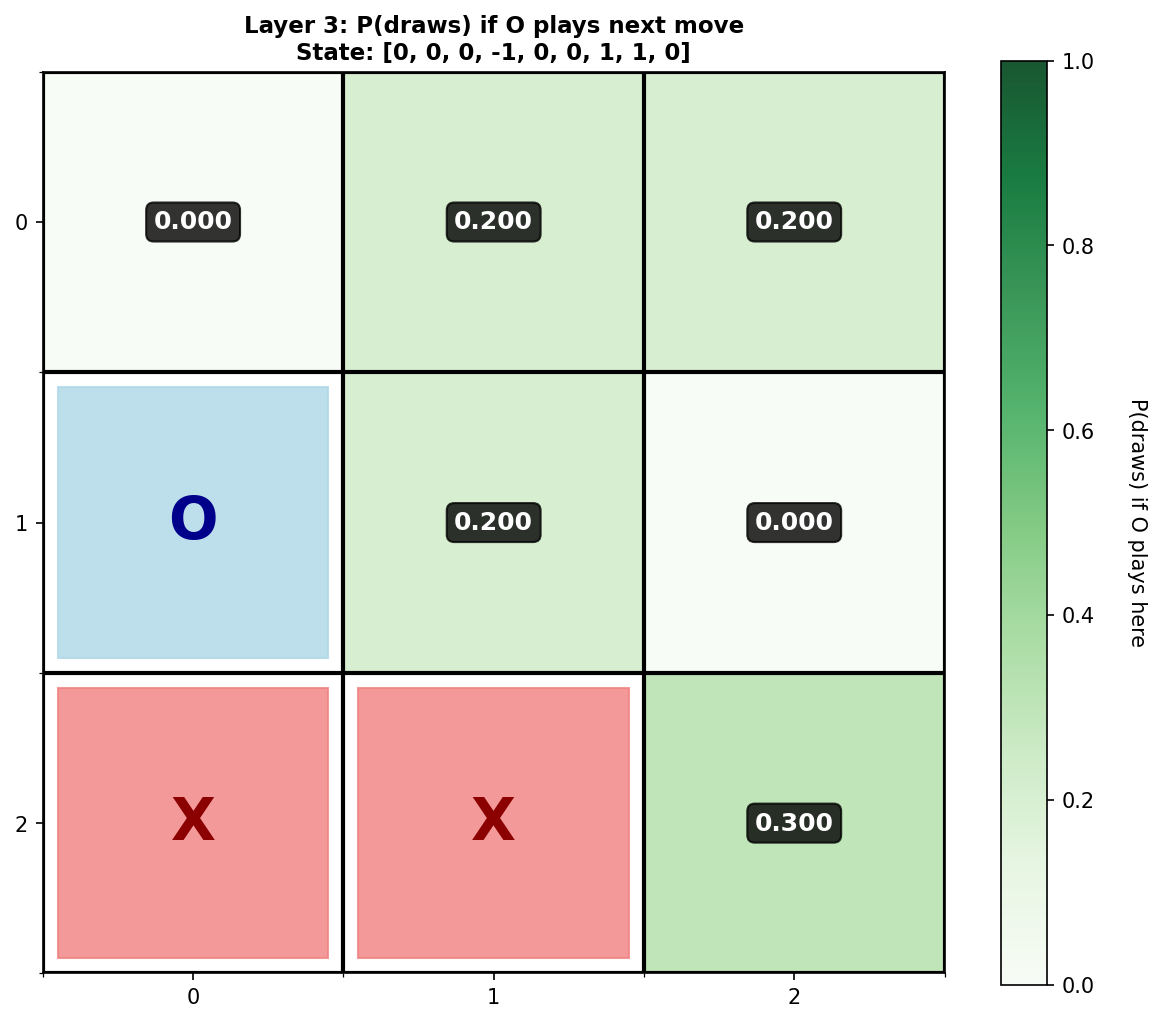 Layer 3: P(draws) if O plays next move
State: [0, 0, 0, -1, 0, 0, 1, 1, 0]
0.000 0.200 0.200
O 0.200 0.000
X X 0.300
0
1
2
0 1 2
1.0
0.8
0.6
0.4
0.2
0.0
P(draws) if O plays here